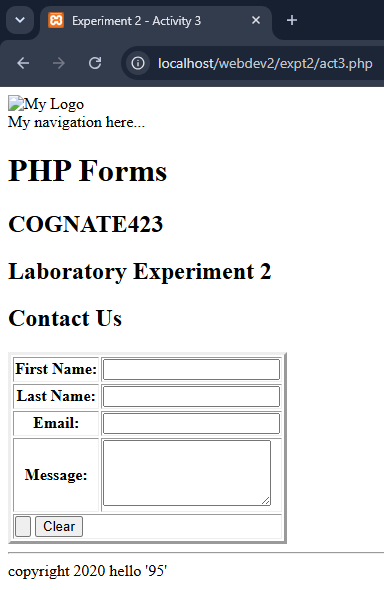 Experiment 2 - Activity 3
localhost/webdev2/expt2/act3.php
My Logo
My navigation here...
PHP Forms
COGNATE423
Laboratory Experiment 2
Contact Us
First Name:
Last Name:
Email:
Message:
Clear
copyright 2020 hello '95'